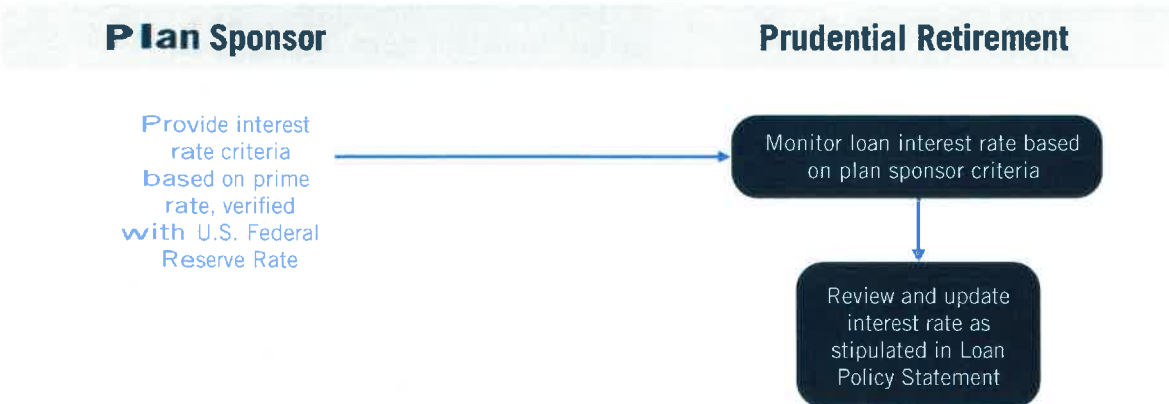 Plan Sponsor
Prudential Retirement
Provide interest
rate criteria
based on prime
rate, verified
with U.S. Federal
Reserve Rate
Monitor loan interest rate based
on plan sponsor criteria
Review and update
interest rate as
stipulated in Loan
Policy Statement